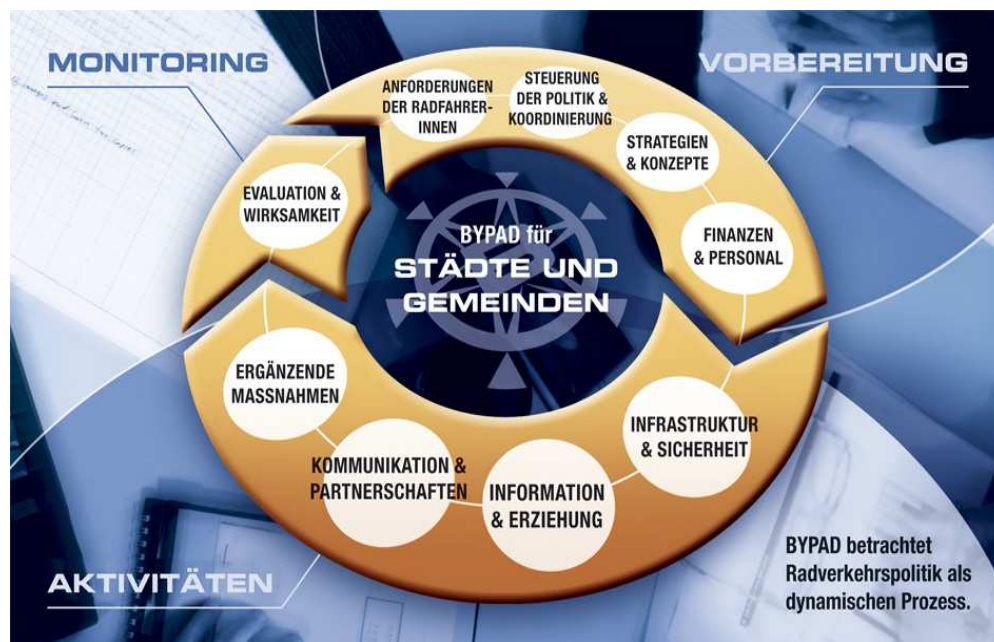 MONITORING
VORBEREITUNG
ANFORDERUNGEN
DER RADFAHRER-
INNEN
STEUERUNG
DER POLITIK &
KOORDINIERUNG
STRATEGIEN
& KONZEPTE
FINANZEN
& PERSONAL
EVALUATION &
WIRKSAMKEIT
BYPAD für
STÄDTE UND
GEMEINDEN
ERGÄNZENDE
MASSNAHMEN
INFRASTRUKTUR
& SICHERHEIT
KOMMUNIKATION &
PARTNERSCHAFTEN
INFORMATION
& ERZIEHUNG
AKTIVITÄTEN
BYPAD betrachtet
Radverkehrspolitik als
dynamischen Prozess.